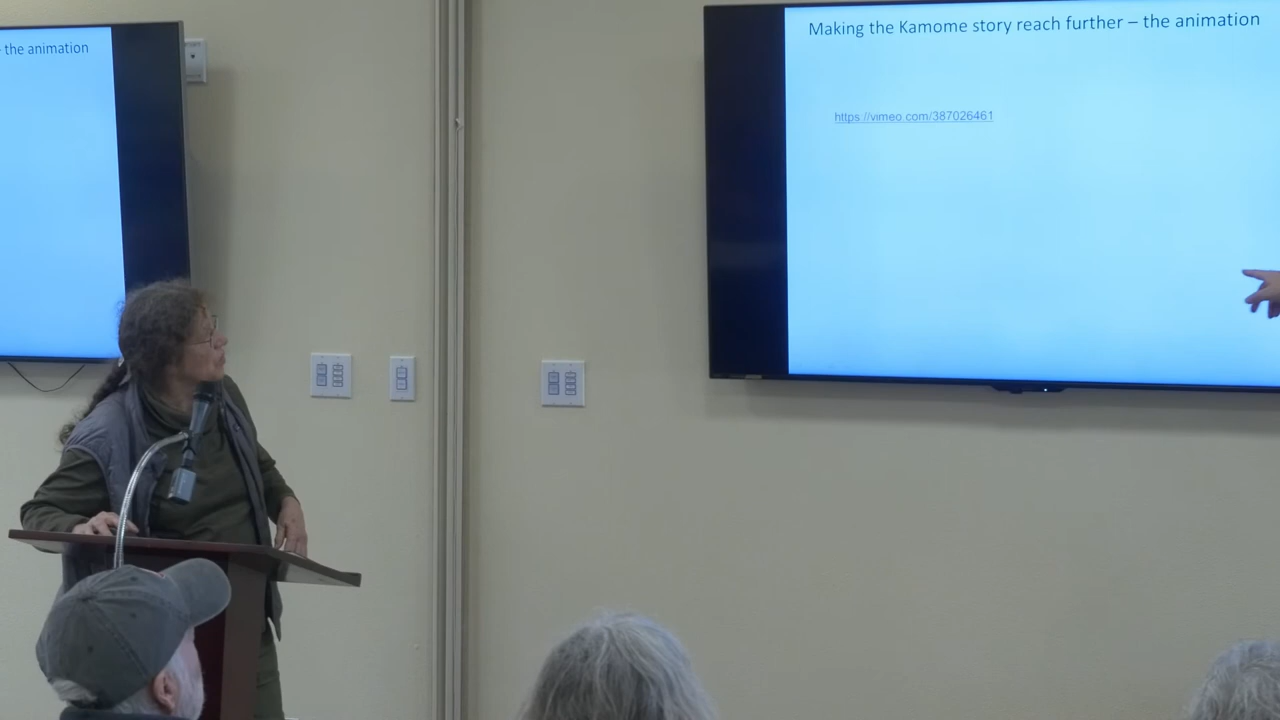 the animation
Making the Kamome story reach further – the animation
https://vimeo.com/387026461